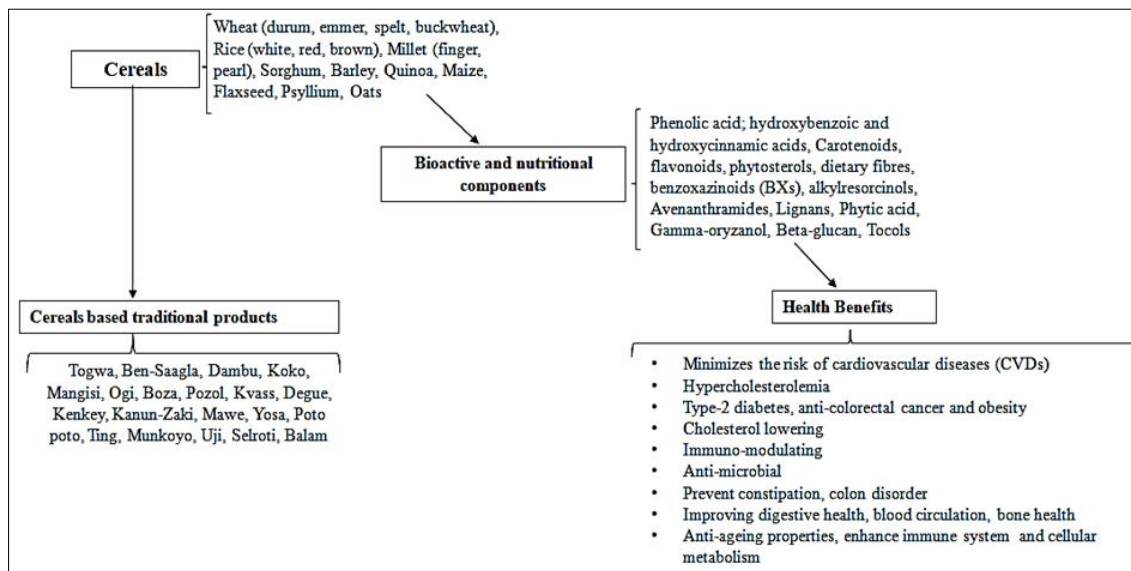 Cereals
Wheat (durum, emmer, spelt, buckwheat),
Rice (white, red, brown), Millet (finger,
pearl), Sorghum, Barley, Quinoa, Maize,
Flaxseed, Psyllium, Oats
Bioactive and nutritional
components
Phenolic acid; hydroxybenzoic and
hydroxycinnamic acids, Carotenoids,
flavonoids, phytosterols, dietary fibres,
benzoxazinoids (BXs), alkylresorcinols,
Avenanthramides, Lignans, Phytic acid,
Gamma-oryzanol, Beta-glucan, Tocols
Cereals based traditional products
Togwa, Ben-Saagla, Dambu, Koko,
Mangisi, Ogi, Boza, Pozol, Kvass, Degue,
Kenkey, Kanun-Zaki, Mawe, Yosa, Poto
poto, Ting, Munkoyo, Uji, Selroti, Balam
Health Benefits
• Minimizes the risk of cardiovascular diseases (CVDs)
• Hypercholesterolemia
• Type-2 diabetes, anti-colorectal cancer and obesity
• Cholesterol lowering
• Immuno-modulating
• Anti-microbial
• Prevent constipation, colon disorder
• Improving digestive health, blood circulation, bone health
• Anti-ageing properties, enhance immune system and cellular
metabolism